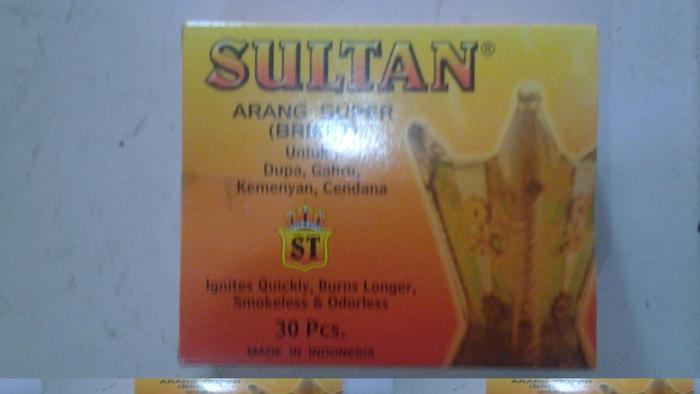 SULTAN®
ARANG SUPER
Untuk
Dupa, Gahru,
Kemenyan, Cendana
ST
Ignites Quickly, Burns Longer,
Smokeless & Odorless
30 Pcs.
MADE IN INDONESIA